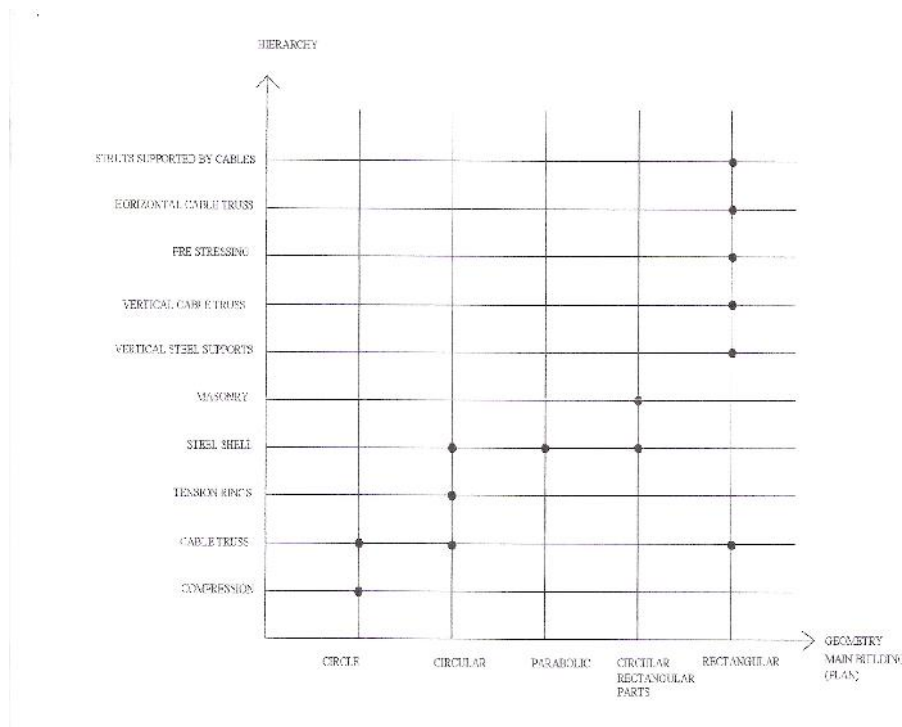 HIERARCHY
STRUTS SUPPORTED BY CABLES
HORIZONTAL CABLE TRUSS
PRE STRESSING
VERTICAL CABLE TRUSS
VERTICAL STEEL SUPPORTS
MASONRY
STEEL SHELL
TENSION RINGS
CABLE TRUSS
COMPRESSION
CIRCLE
CIRCULAR
PARABOLIC
CIRCULAR
RECTANGULAR
PARTS
RECTANGULAR
GEOMETRY
MAIN BUILDING
(PLAN)